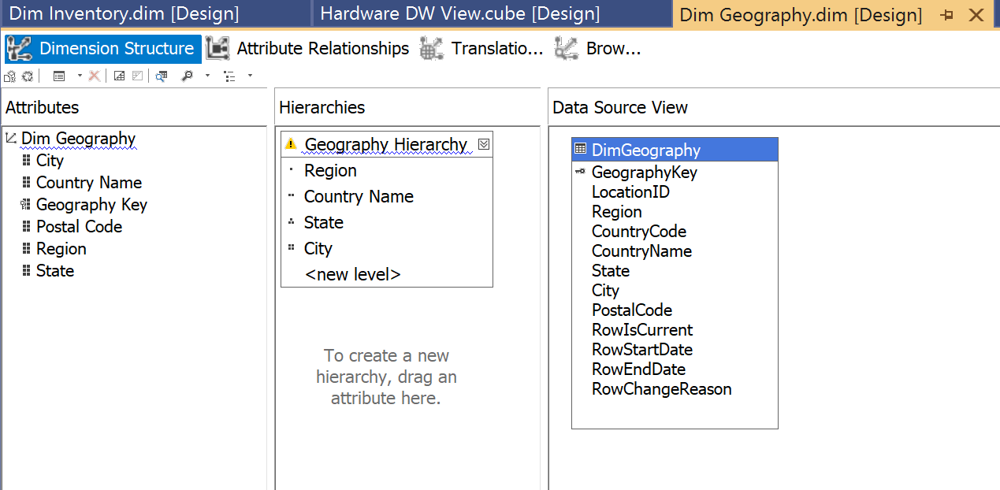 Dim Inventory.dim [Design]
Hardware DW View.cube [Design]
Dim Geography.dim [Design]
Dimension Structure
Attribute Relationships
Translatio...
Brow...
Attributes
Dim Geography
City
Country Name
Geography Key
Postal Code
Region
State
Hierarchies
Geography Hierarchy
Region
Country Name
State
City
<new level>
To create a new
hierarchy, drag an
attribute here.
Data Source View
DimGeography
GeographyKey
LocationID
Region
CountryCode
CountryName
State
City
PostalCode
RowIsCurrent
RowStartDate
RowEndDate
RowChangeReason